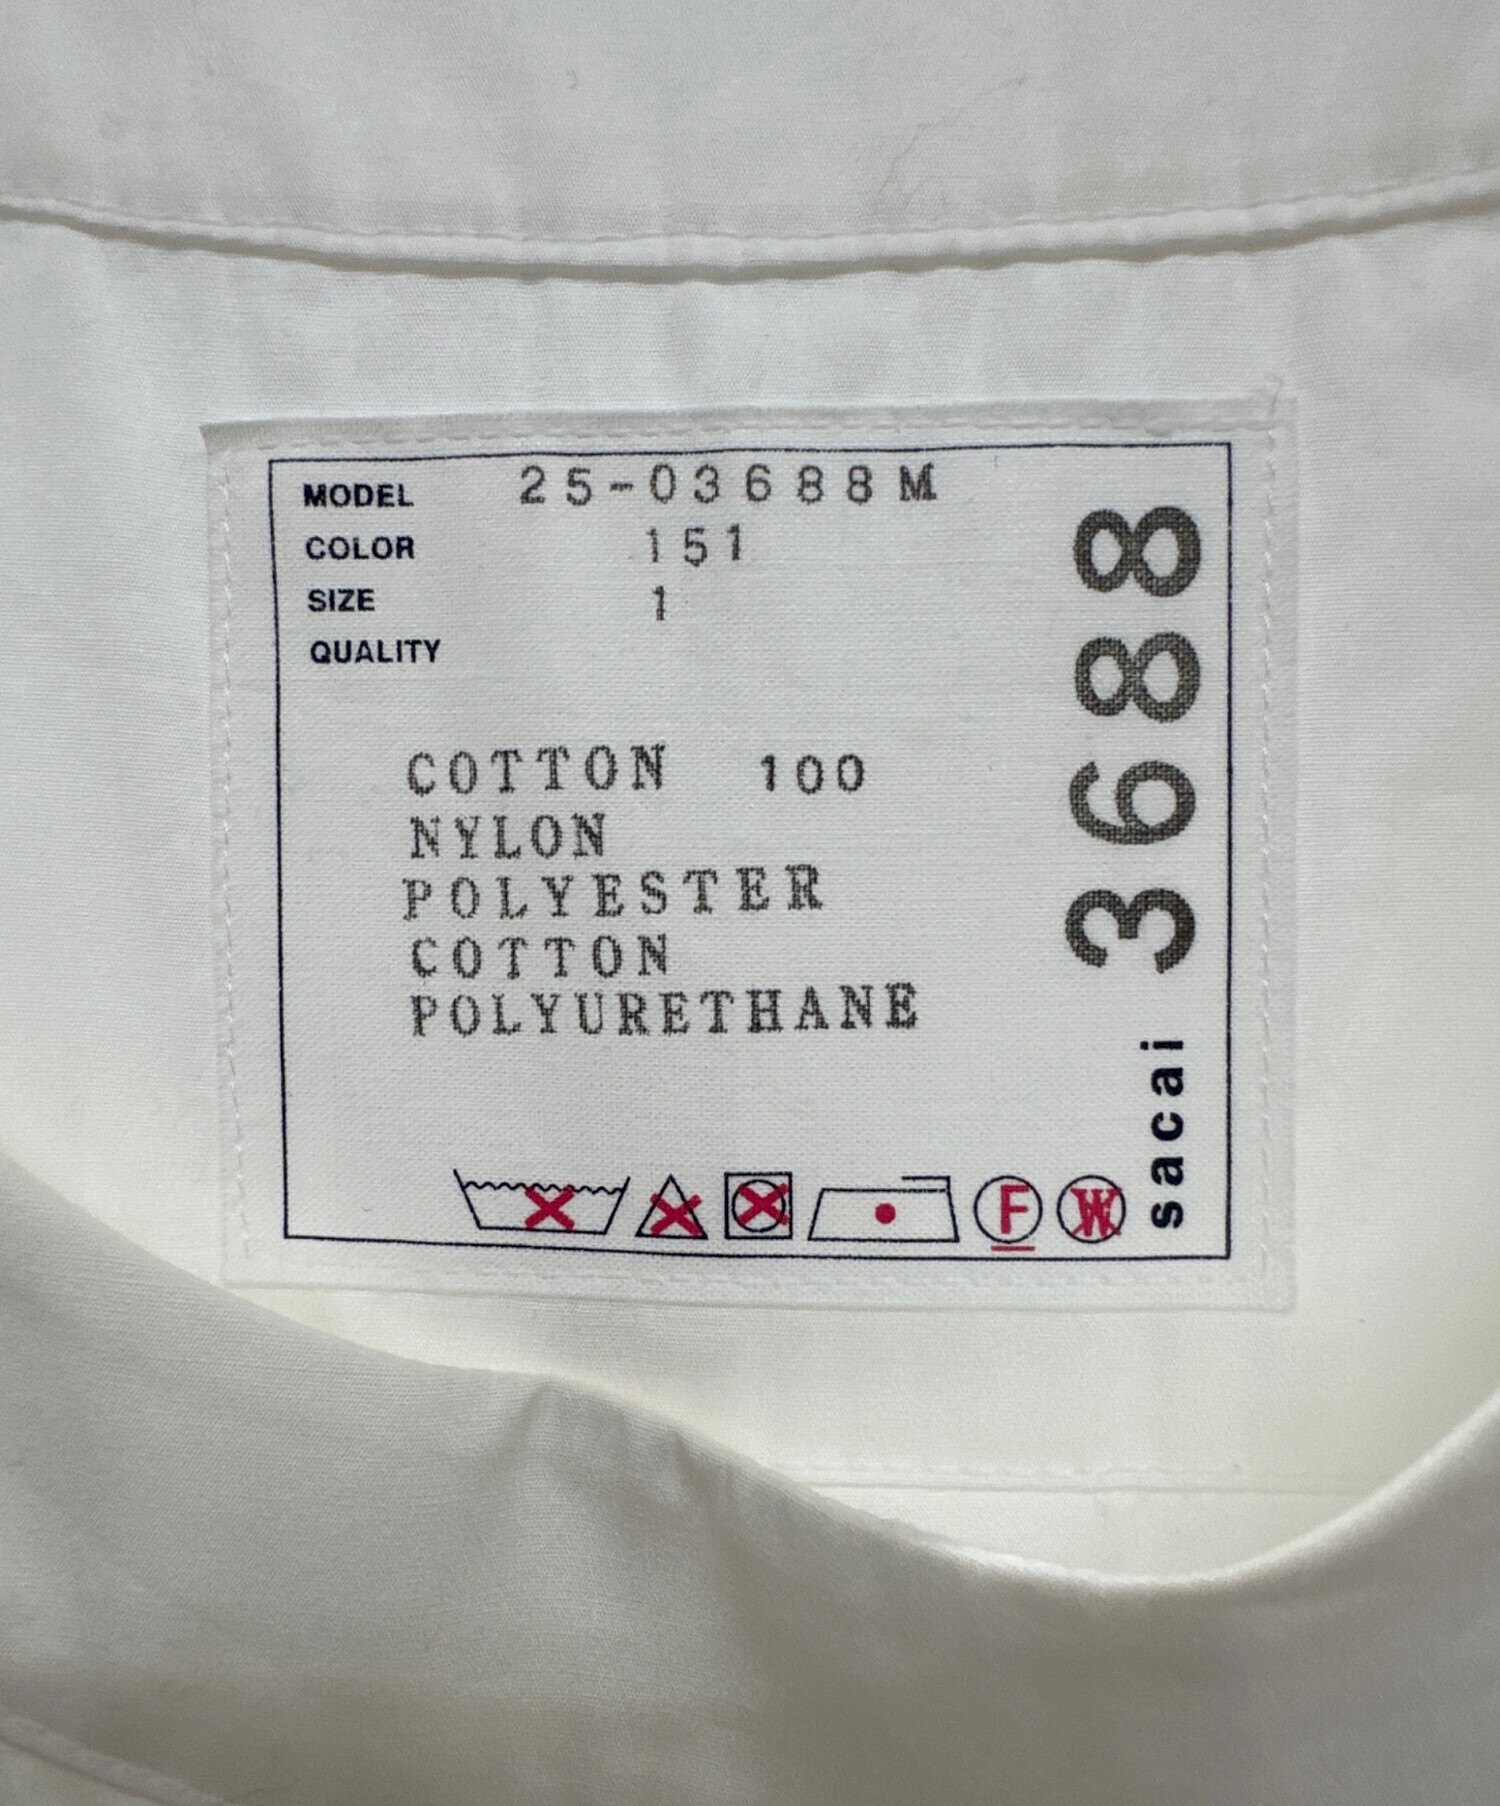 MODEL 25-03688M
COLOR 151
SIZE 1
QUALITY
COTTON 100
NYLON
POLYESTER
COTTON
POLYURETHANE
F W
sacai 3688